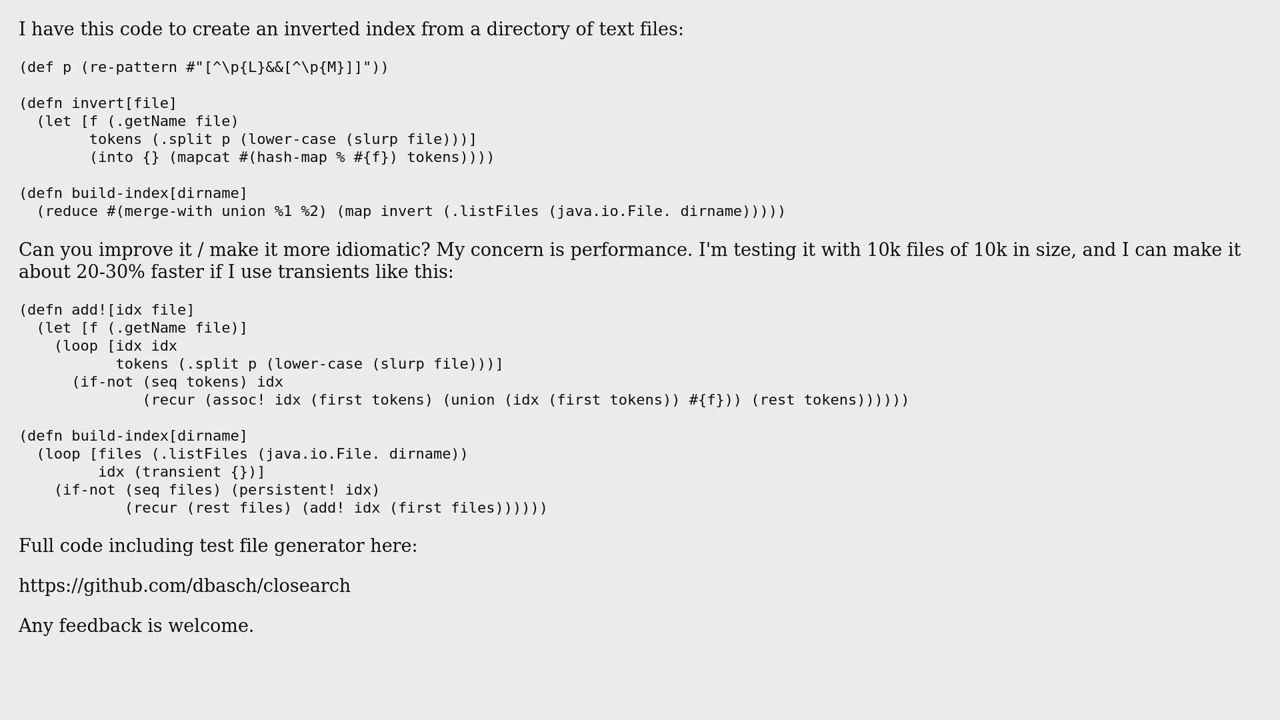 I have this code to create an inverted index from a directory of text files:
(def p (re-pattern #"[^\p{L}&&[^\p{M}]]"))
(defn invert[file]
  (let [f (.getName file)
        tokens (.split p (lower-case (slurp file)))]
        (into {} (mapcat #(hash-map % #{f}) tokens))))
(defn build-index[dirname]
  (reduce #(merge-with union %1 %2) (map invert (.listFiles (java.io.File. dirname)))))
Can you improve it / make it more idiomatic? My concern is performance. I'm testing it with 10k files of 10k in size, and I can make it
about 20-30% faster if I use transients like this:
(defn add![idx file]
  (let [f (.getName file)]
    (loop [idx idx
           tokens (.split p (lower-case (slurp file)))]
      (if-not (seq tokens) idx
              (recur (assoc! idx (first tokens) (union (idx (first tokens)) #{f})) (rest tokens))))))
(defn build-index[dirname]
  (loop [files (.listFiles (java.io.File. dirname))
         idx (transient {})]
    (if-not (seq files) (persistent! idx)
            (recur (rest files) (add! idx (first files))))))
Full code including test file generator here:
https://github.com/dbasch/closearch
Any feedback is welcome.